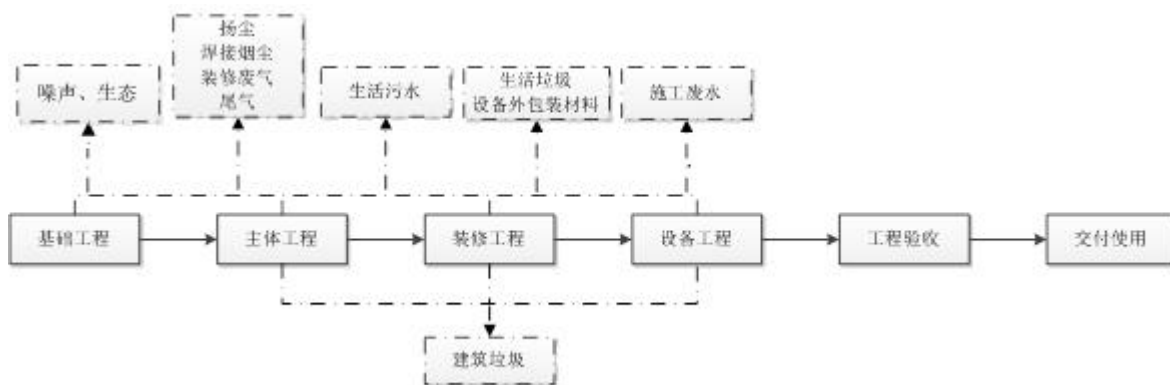 扬尘
焊接烟尘
装修废气
尾气
噪声、生态
生活污水
生活垃圾
设备外包装材料
施工废水
基础工程
主体工程
装修工程
设备工程
工程验收
交付使用
建筑垃圾